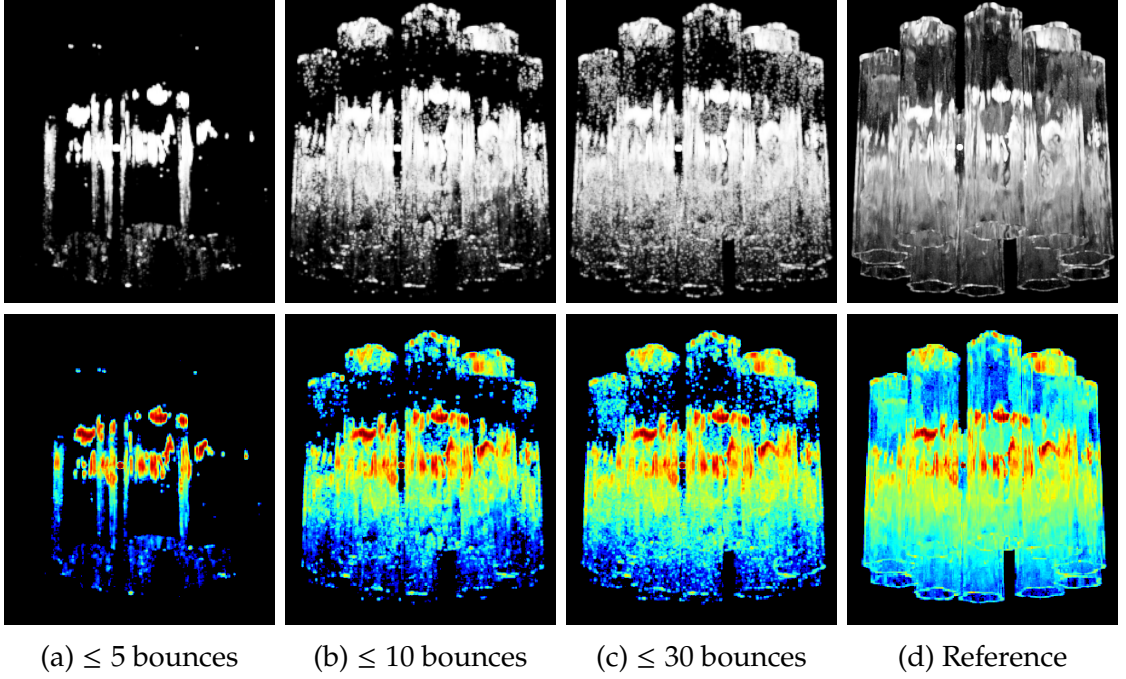 (a) ≤ 5 bounces
(b) ≤ 10 bounces
(c) ≤ 30 bounces
(d) Reference